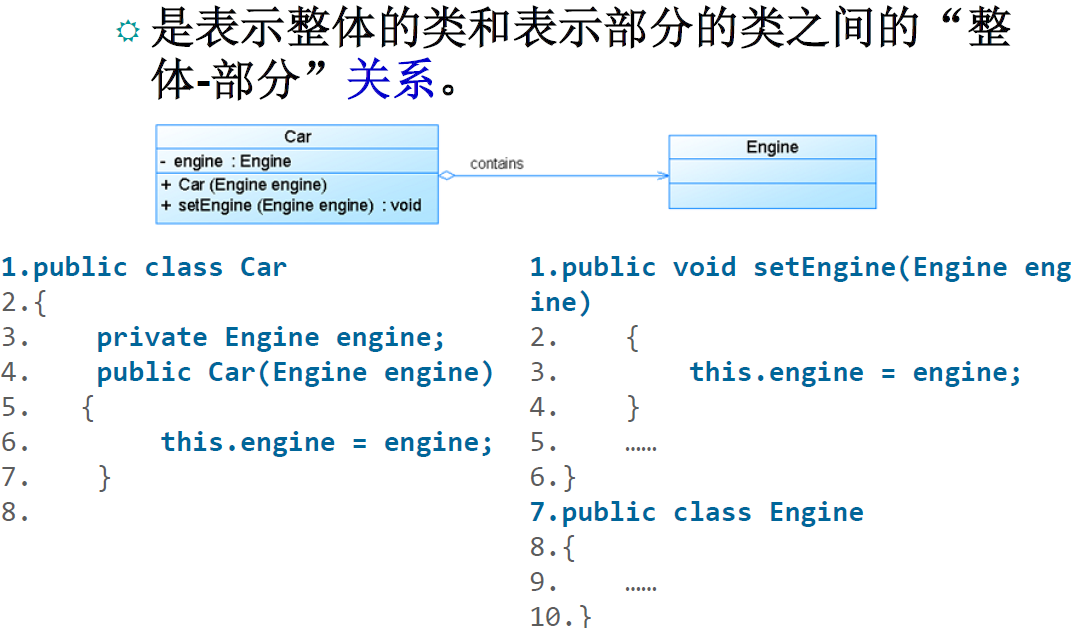 是表示整体的类和表示部分的类之间的“整
体-部分”关系。
Car
- engine : Engine
+ Car (Engine engine)
+ setEngine (Engine engine) : void
contains
Engine
1.public class Car
2.{
3.    private Engine engine;
4.    public Car(Engine engine)
5.   {
6.        this.engine = engine;
7.    }
8.
1.public void setEngine(Engine eng
ine)
2.    {
3.        this.engine = engine;
4.    }
5.    ……
6.}
7.public class Engine
8.{
9.    ……
10.}